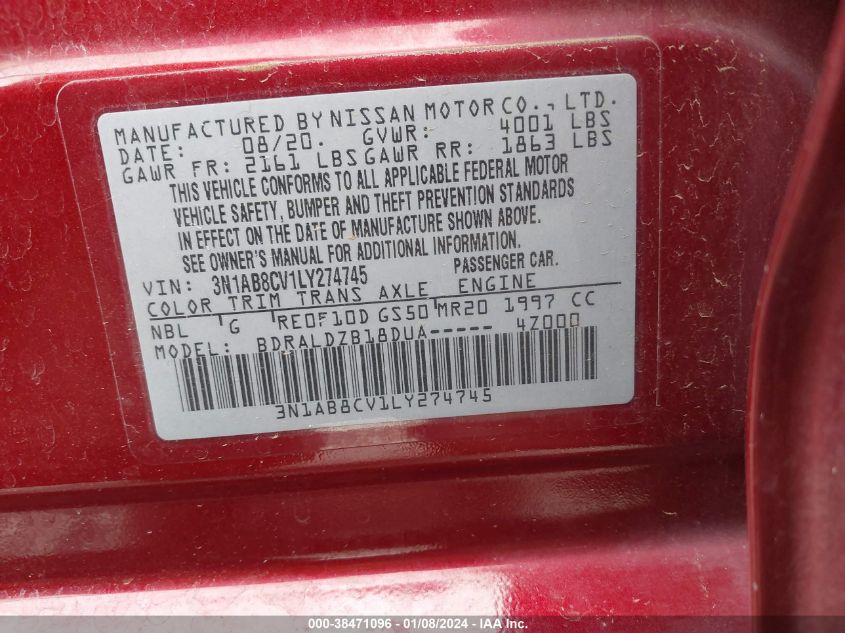 MANUFACTURED BY NISSAN MOTOR CO., LTD.
DATE: 08/20. GVWR: 4001 LBS
GAWR FR: 2161 LBS GAWR RR: 1863 LBS
THIS VEHICLE CONFORMS TO ALL APPLICABLE FEDERAL MOTOR
VEHICLE SAFETY, BUMPER AND THEFT PREVENTION STANDARDS
IN EFFECT ON THE DATE OF MANUFACTURE SHOWN ABOVE.
SEE OWNER'S MANUAL FOR ADDITIONAL INFORMATION.
VIN: 3N1AB8CV1LY274745 PASSENGER CAR.
COLOR TRIM TRANS AXLE ENGINE
NBL G RE0F10D GS50 MR20 1997 CC
MODEL: BDRALDZB18DUA----- 4Z000
3N1AB8CV1LY274745
000-38471096 - 01/08/2024 - IAA Inc.